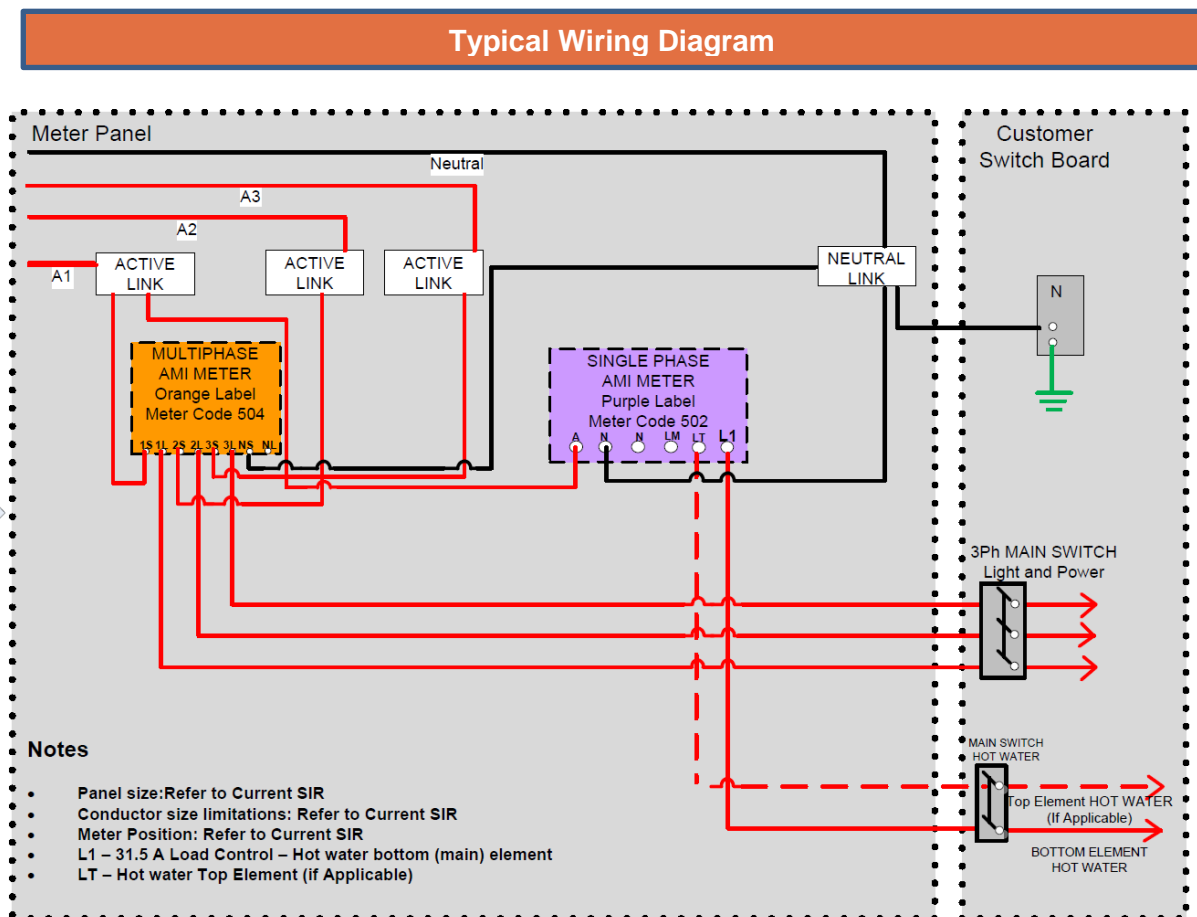 Typical Wiring Diagram
Meter Panel
Customer
Switch Board
Neutral
A3
A2
A1
ACTIVE
LINK
ACTIVE
LINK
ACTIVE
LINK
NEUTRAL
LINK
N
MULTIPHASE
AMI METER
Orange Label
Meter Code 504
1S 1L 2S 2L 3S 3L NS NL
SINGLE PHASE
AMI METER
Purple Label
Meter Code 502
A N N LM LT L1
3Ph MAIN SWITCH
Light and Power
MAIN SWITCH
HOT WATER
Top Element HOT WATER
(If Applicable)
BOTTOM ELEMENT
HOT WATER
Notes
• Panel size:Refer to Current SIR
• Conductor size limitations: Refer to Current SIR
• Meter Position: Refer to Current SIR
• L1 – 31.5 A Load Control – Hot water bottom (main) element
• LT – Hot water Top Element (if Applicable)